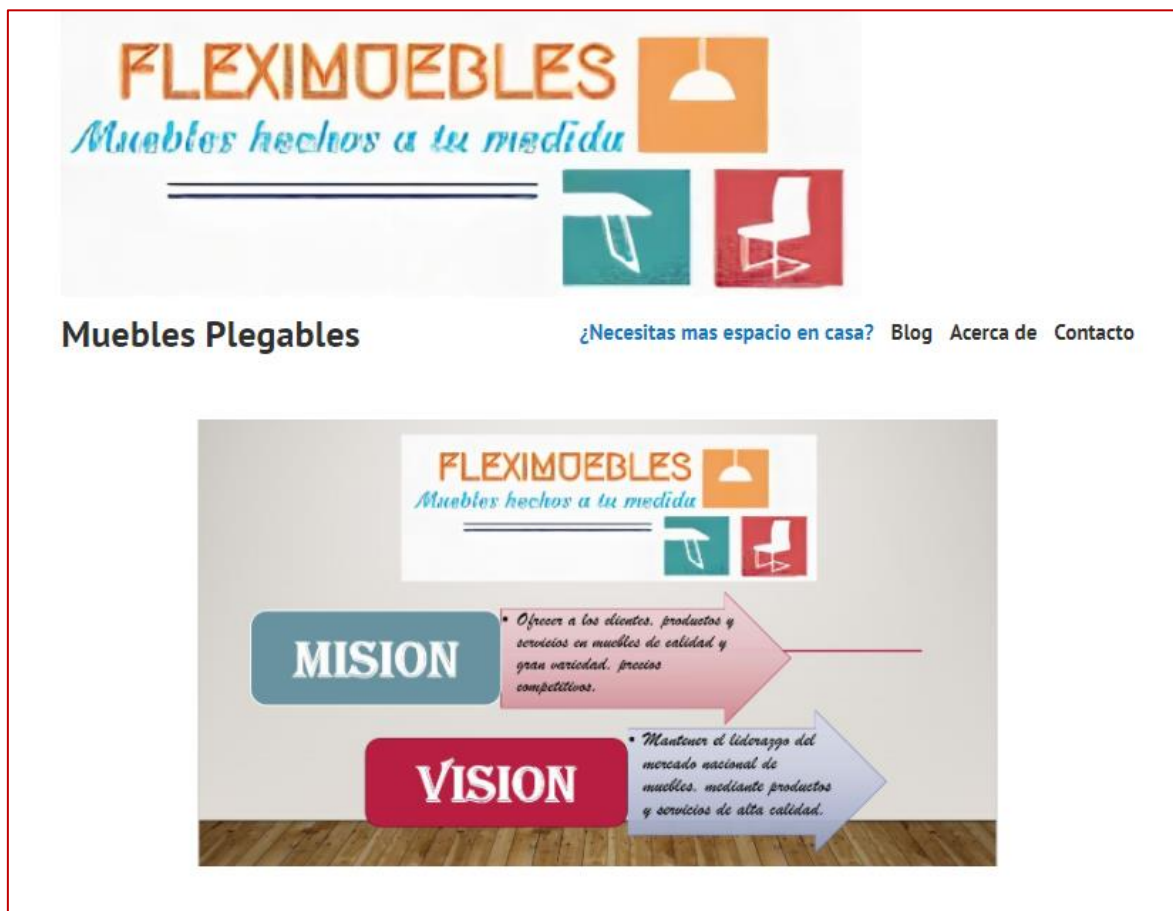 FLEXIMUEBLES
Muebles hechos a tu medida
Muebles Plegables
¿Necesitas mas espacio en casa? Blog Acerca de Contacto
FLEXIMUEBLES
Muebles hechos a tu medida
MISION
• Ofrecer a los clientes, productos y
servicios en muebles de calidad y
gran variedad, precios
competitivos.
VISION
• Mantener el liderazgo del
mercado nacional de
muebles, mediante productos
y servicios de alta calidad.